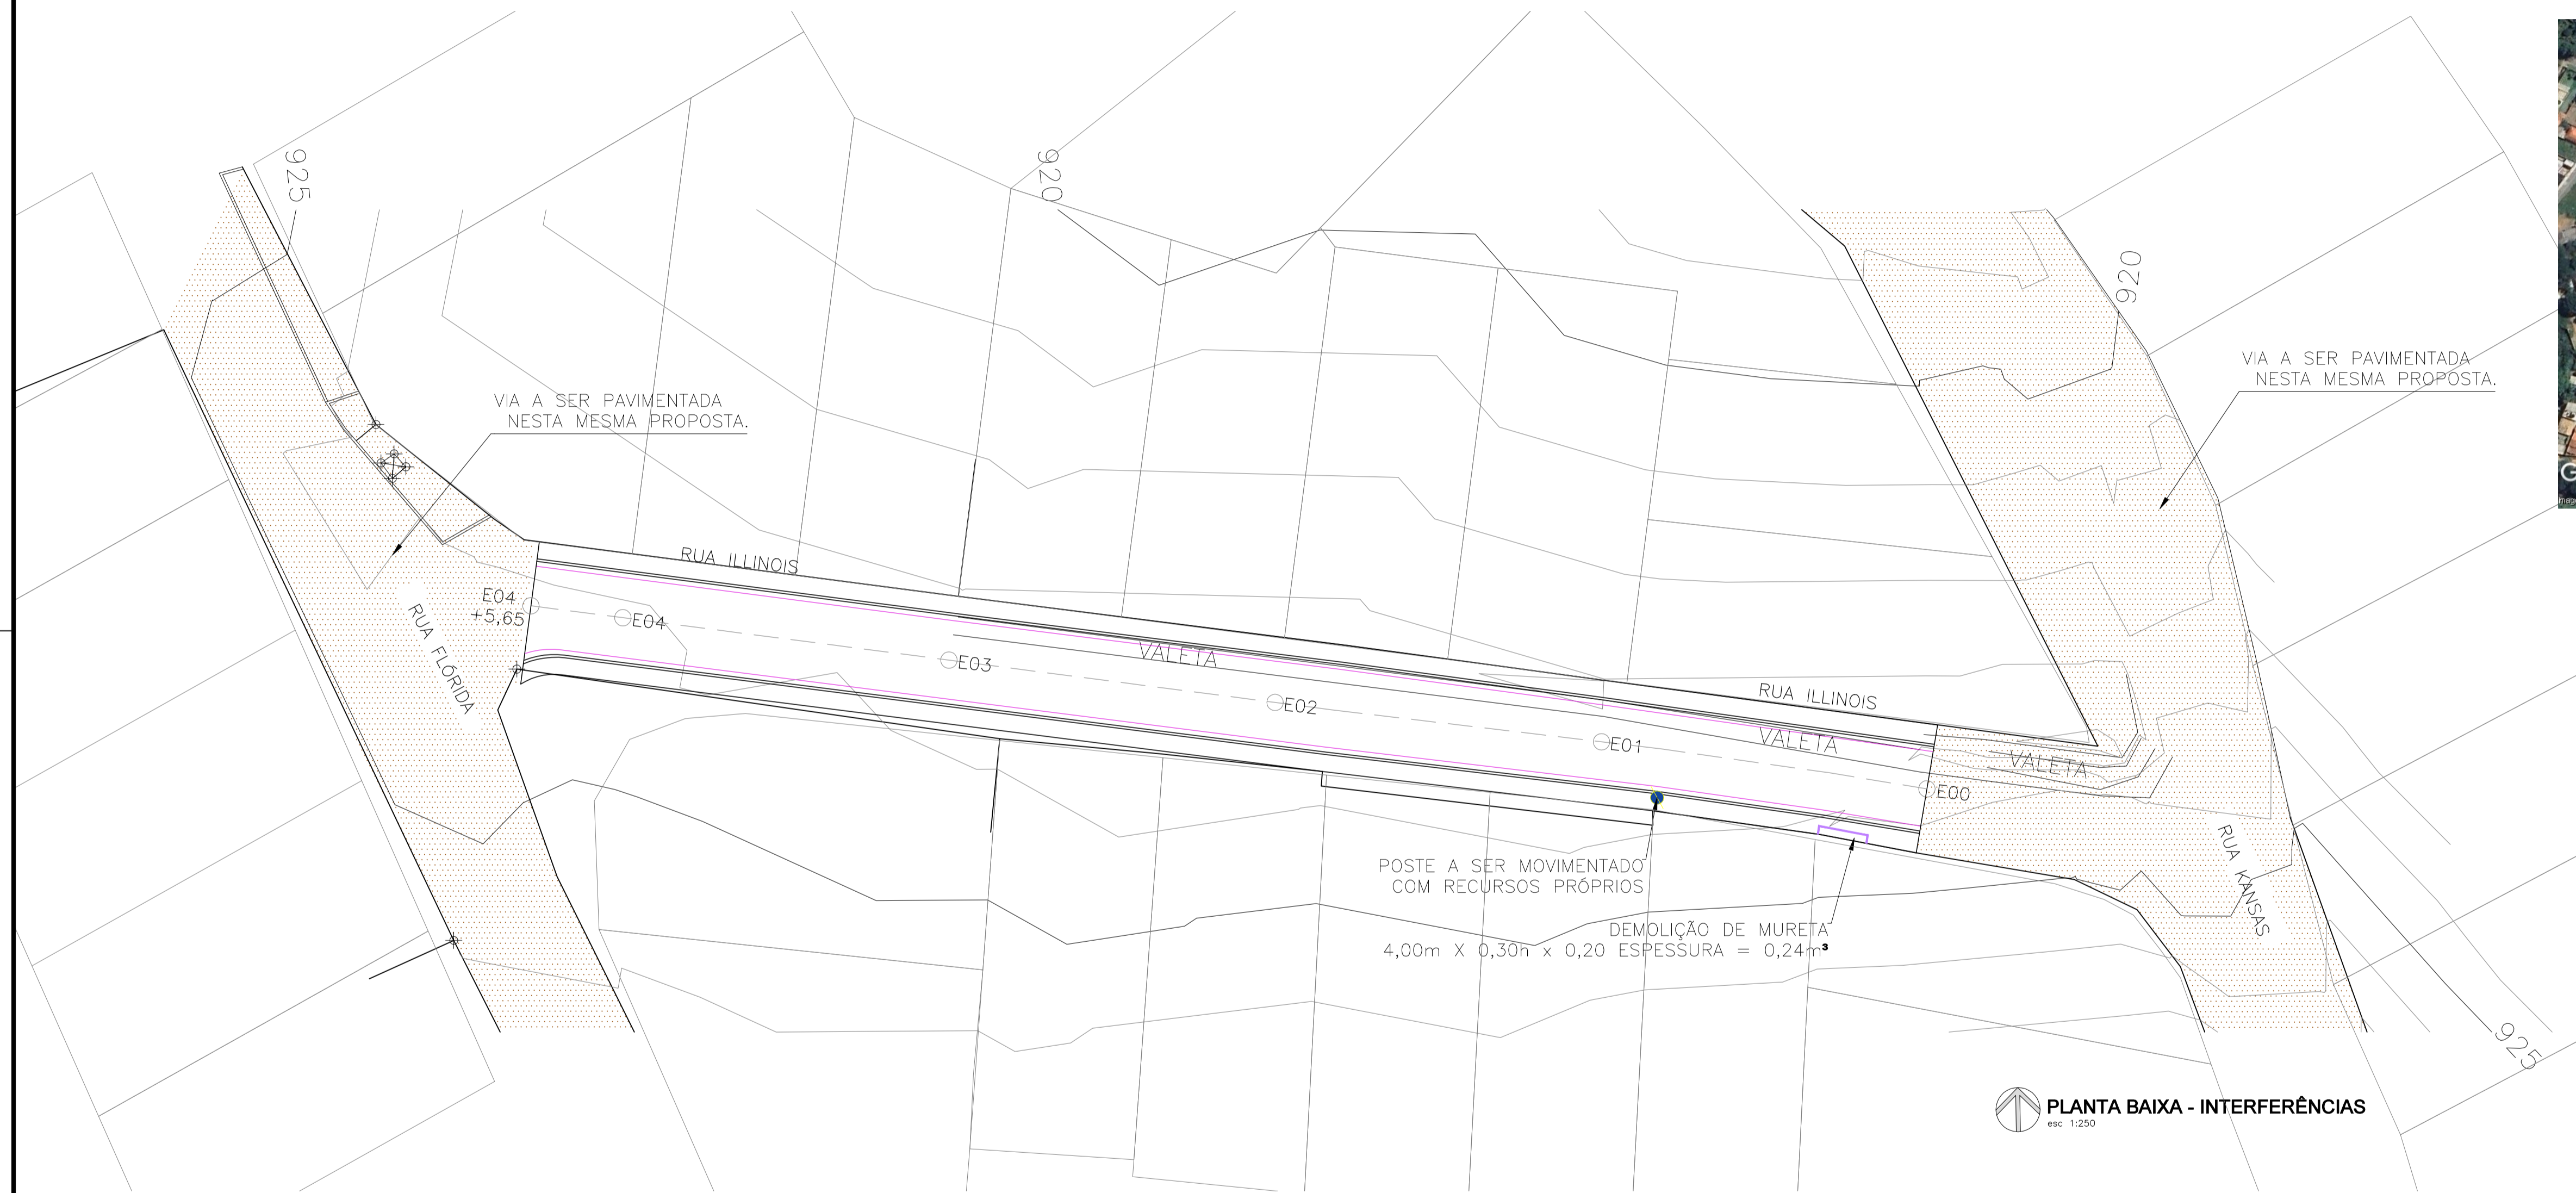 925
920
920
VIA A SER PAVIMENTADA
NESTA MESMA PROPOSTA.
VIA A SER PAVIMENTADA
NESTA MESMA PROPOSTA.
RUA ILLINOIS
E04
+5,65
E04
RUA FLÓRIDA
E03
VALETA
E02
RUA ILLINOIS
E01
VALETA
VALETA
E00
RUA KANSAS
POSTE A SER MOVIMENTADO
COM RECURSOS PRÓPRIOS
DEMOLIÇÃO DE MURETA
4,00m X 0,30h x 0,20 ESPESSURA = 0,24m³
925
PLANTA BAIXA - INTERFERÊNCIAS
esc 1:250